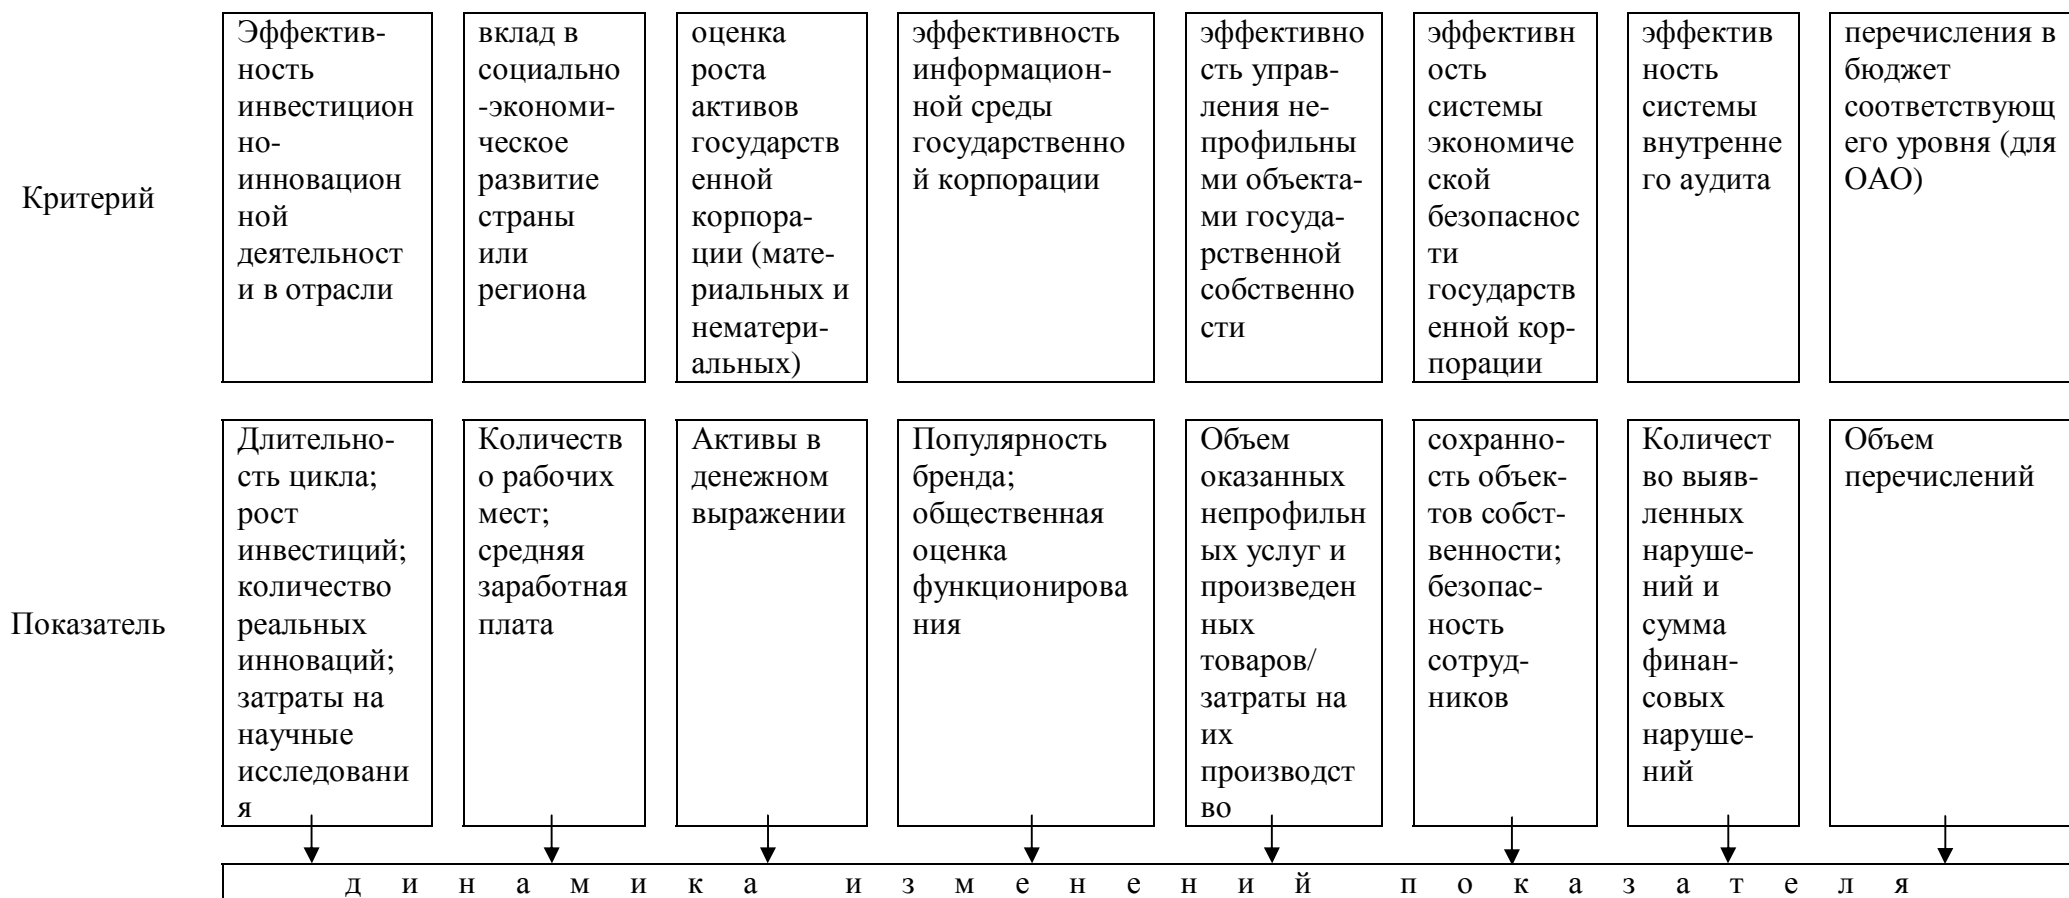 Критерий
Эффектив-
ность
инвестицион
но-
инновацион
ной
деятельност
и в отрасли
вклад в
социально
-экономи-
ческое
развитие
страны
или
региона
оценка
роста
активов
государств
енной
корпора-
ции (мате-
риальных и
нематери-
альных)
эффективность
информацион-
ной среды
государственно
й корпорации
эффективно
сть управ-
ления не-
профильны
ми объекта-
ми госуда-
рственной
собственно
сти
эффективн
ость
системы
экономиче
ской
безопаснос
ти
государств
енной кор-
порации
эффектив
ность
системы
внутренне
го аудита
перечисления в
бюджет
соответствующ
его уровня (для
ОАО)
Показатель
Длительно-
сть цикла;
рост
инвестиций;
количество
реальных
инноваций;
затраты на
научные
исследовани
я
Количеств
о рабочих
мест;
средняя
заработная
плата
Активы в
денежном
выражении
Популярность
бренда;
общественная
оценка
функционирова
ния
Объем
оказанных
непрофильн
ых услуг и
произведен
ных
товаров/
затраты на
их
производст
во
сохранно-
сть объек-
тов собст-
венности;
безопас-
ность
сотруд-
ников
Количест
во выяв-
ленных
наруше-
ний и
сумма
финан-
совых
наруше-
ний
Объем
перечислений
д и н а м и к а и з м е н е н и й п о к а з а т е л я